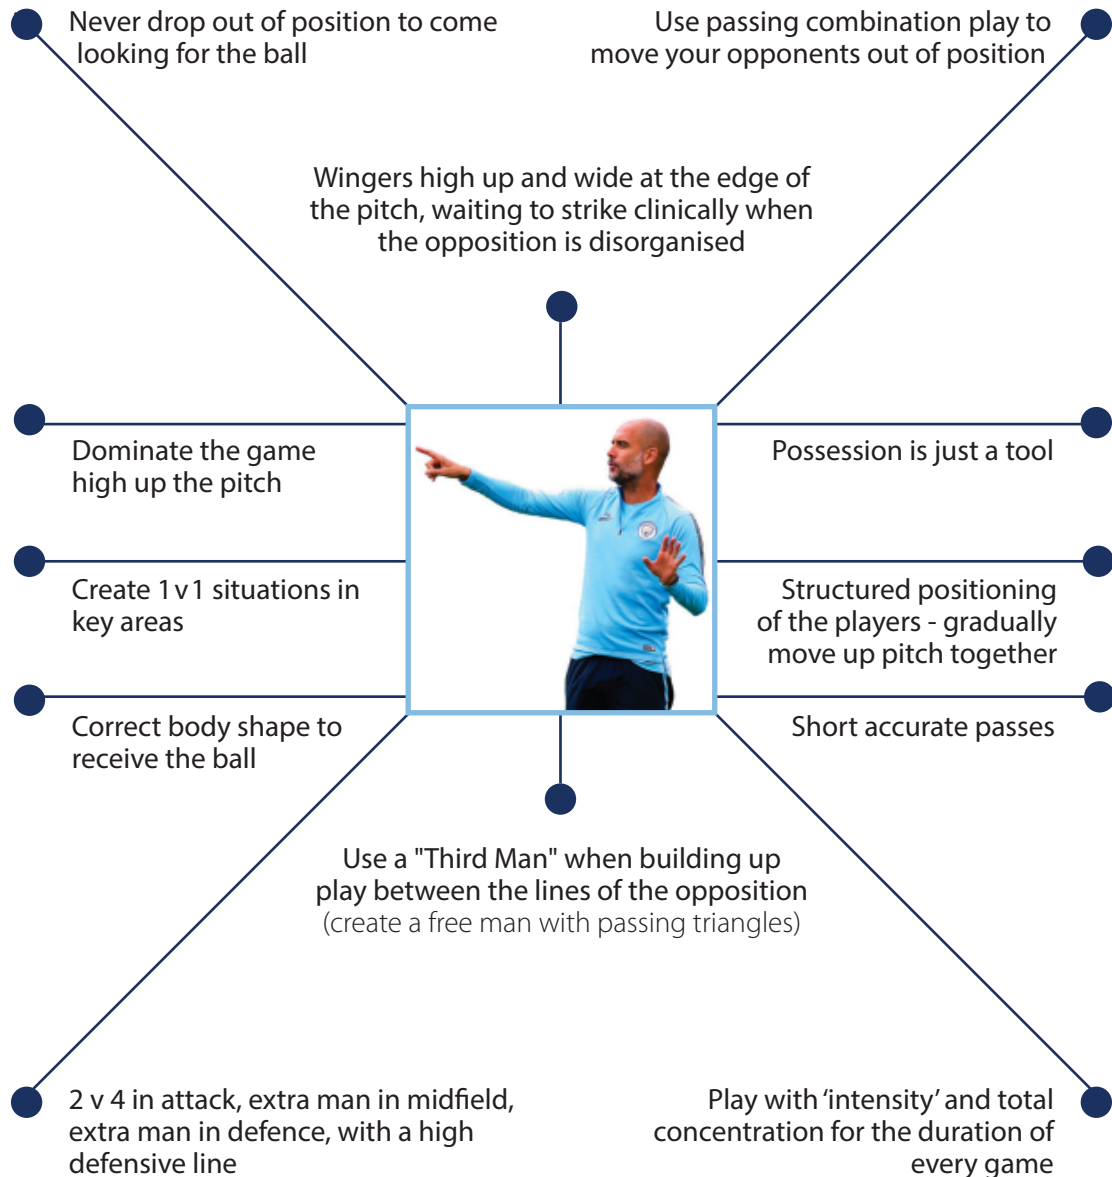 Never drop out of position to come
looking for the ball
Use passing combination play to
move your opponents out of position
Wingers high up and wide at the edge of
the pitch, waiting to strike clinically when
the opposition is disorganised
Dominate the game
high up the pitch
Possession is just a tool
Create 1 v 1 situations in
key areas
Structured positioning
of the players - gradually
move up pitch together
Correct body shape to
receive the ball
Short accurate passes
Use a "Third Man" when building up
play between the lines of the opposition
(create a free man with passing triangles)
2 v 4 in attack, extra man in midfield,
extra man in defence, with a high
defensive line
Play with ‘intensity’ and total
concentration for the duration of
every game